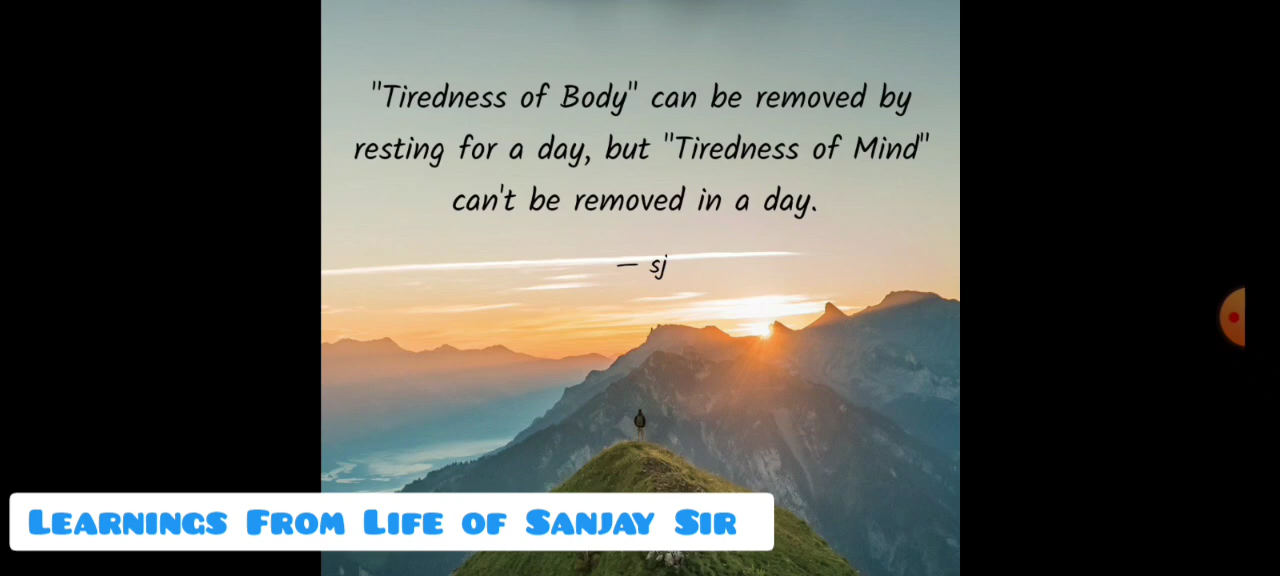 "Tiredness of Body" can be removed by
resting for a day, but "Tiredness of Mind"
can't be removed in a day.
— sj
Learnings From Life of Sanjay Sir